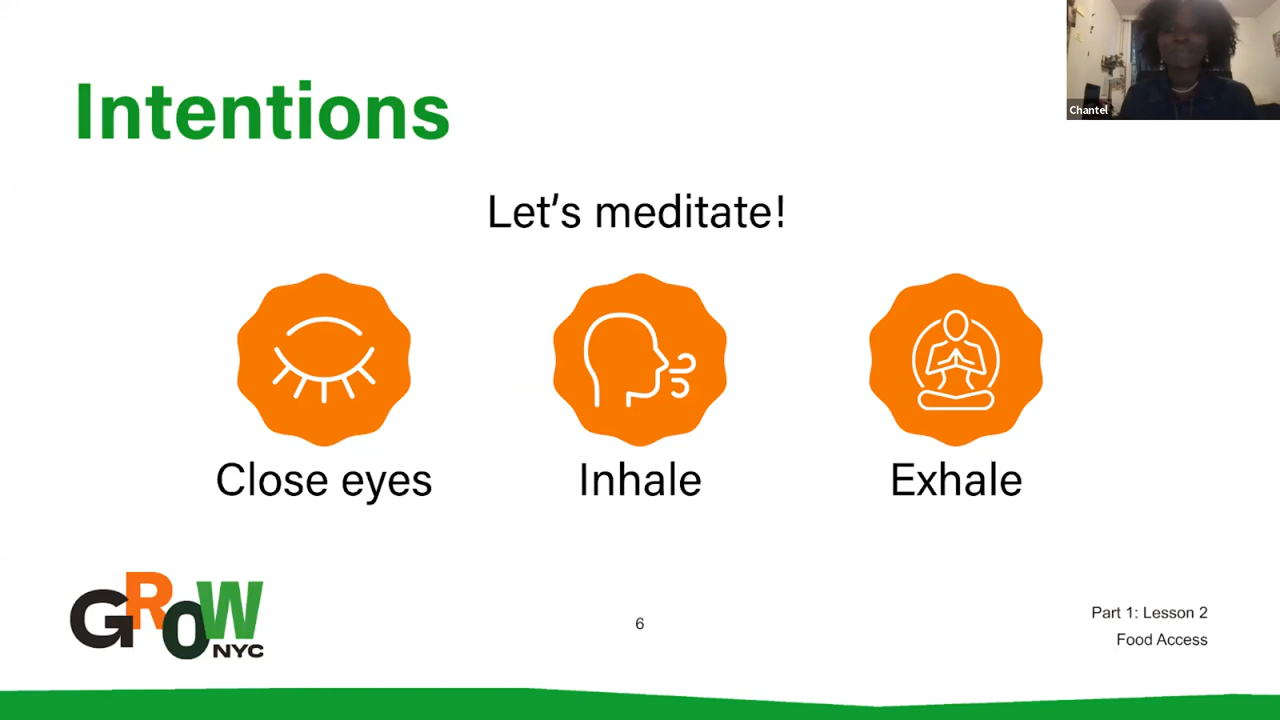 Intentions
Chantel
Let's meditate!
Close eyes
Inhale
Exhale
GROW
NYC
6
Part 1: Lesson 2
Food Access